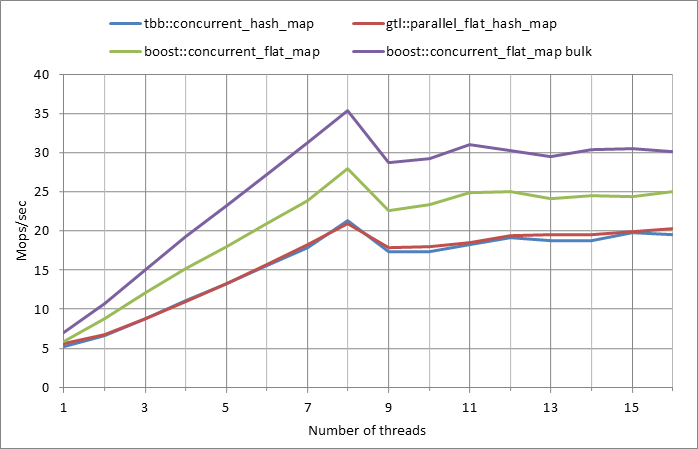 tbb::concurrent_hash_map gtl::parallel_flat_hash_map
boost::concurrent_flat_map boost::concurrent_flat_map bulk
40
35
30
25
20
15
10
5
0
Mops/sec
1 3 5 7 9 11 13 15
Number of threads